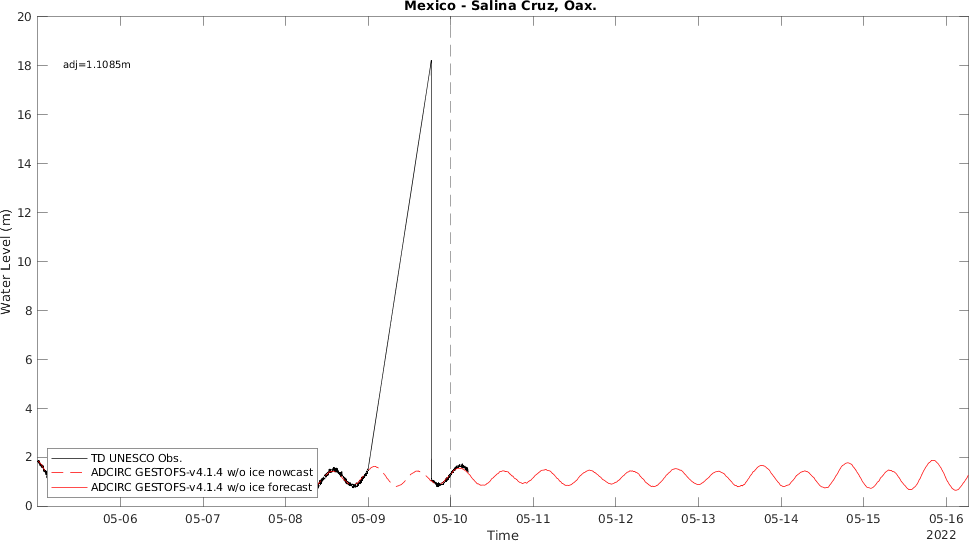 Mexico - Salina Cruz, Oax.
20
18
16
14
12
10
8
6
4
2
0
adj=1.1085m
Water Level (m)
TD UNESCO Obs.
ADCIRC GESTOFS-v4.1.4 w/o ice nowcast
ADCIRC GESTOFS-v4.1.4 w/o ice forecast
05-06 05-07 05-08 05-09 05-10 05-11 05-12 05-13 05-14 05-15 05-16
Time
2022